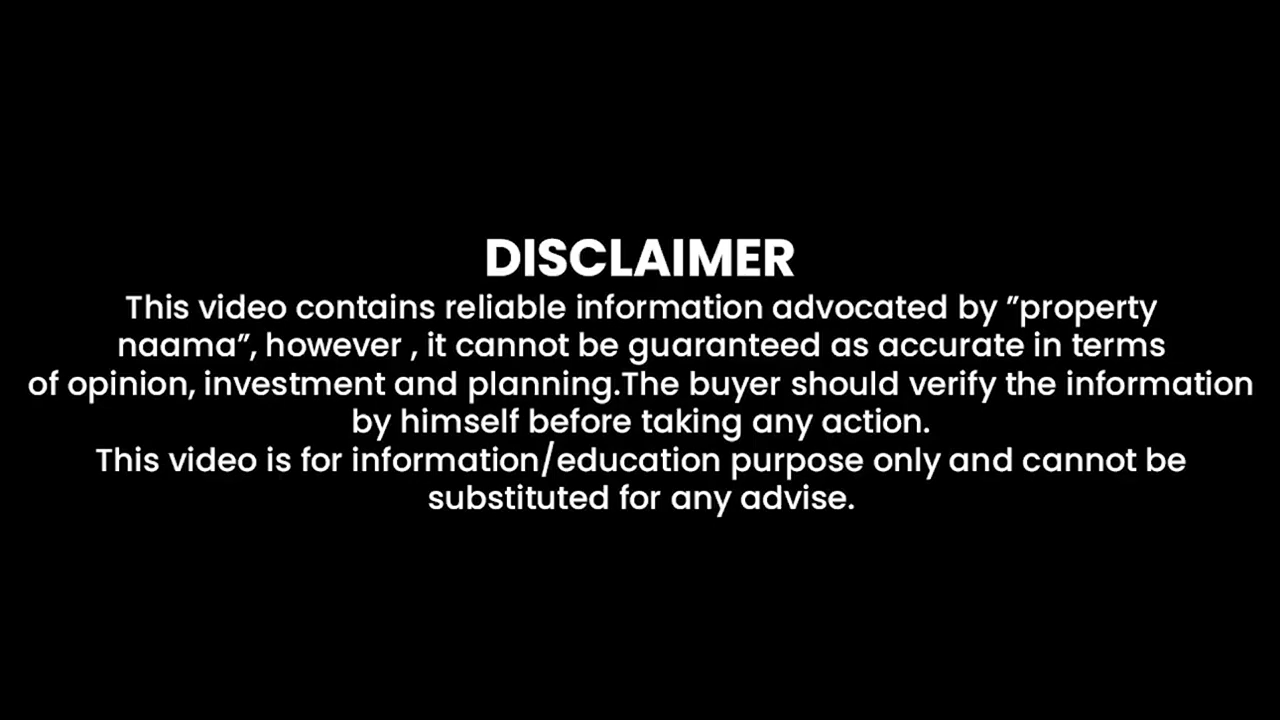 DISCLAIMER
This video contains reliable information advocated by ”property
naama”, however , it cannot be guaranteed as accurate in terms
of opinion, investment and planning.The buyer should verify the information
by himself before taking any action.
This video is for information/education purpose only and cannot be
substituted for any advise.